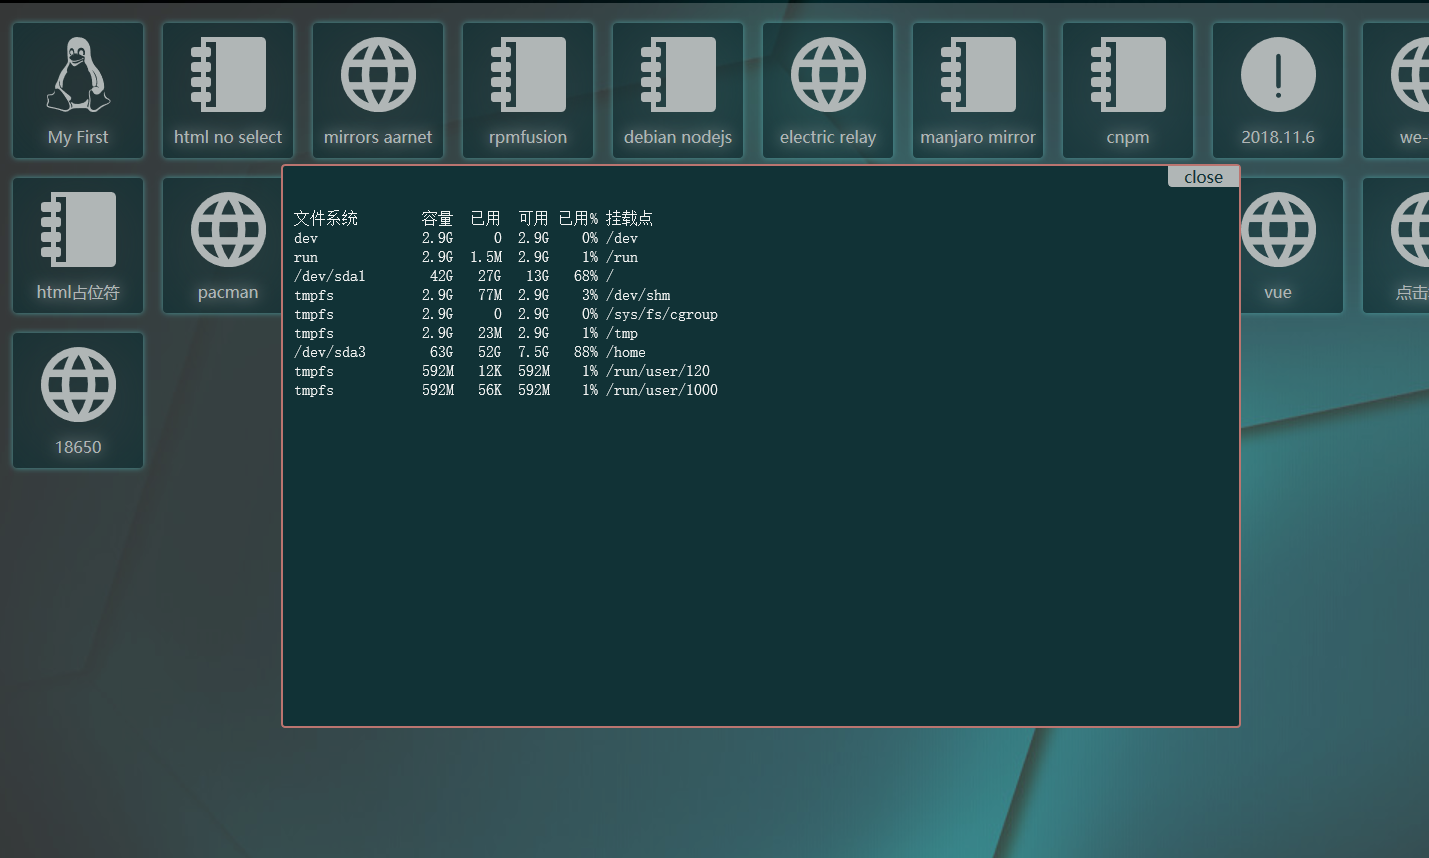 My First
html no select
mirrors aarnet
rpmfusion
debian nodejs
electric relay
manjaro mirror
cnpm
2018.11.6
we-
html占位符
pacman
vue
点击
18650
close
文件系统 容量 已用 可用 已用% 挂载点
dev 2.9G 0 2.9G 0% /dev
run 2.9G 1.5M 2.9G 1% /run
/dev/sda1 42G 27G 13G 68% /
tmpfs 2.9G 77M 2.9G 3% /dev/shm
tmpfs 2.9G 0 2.9G 0% /sys/fs/cgroup
tmpfs 2.9G 23M 2.9G 1% /tmp
/dev/sda3 63G 52G 7.5G 88% /home
tmpfs 592M 12K 592M 1% /run/user/120
tmpfs 592M 56K 592M 1% /run/user/1000